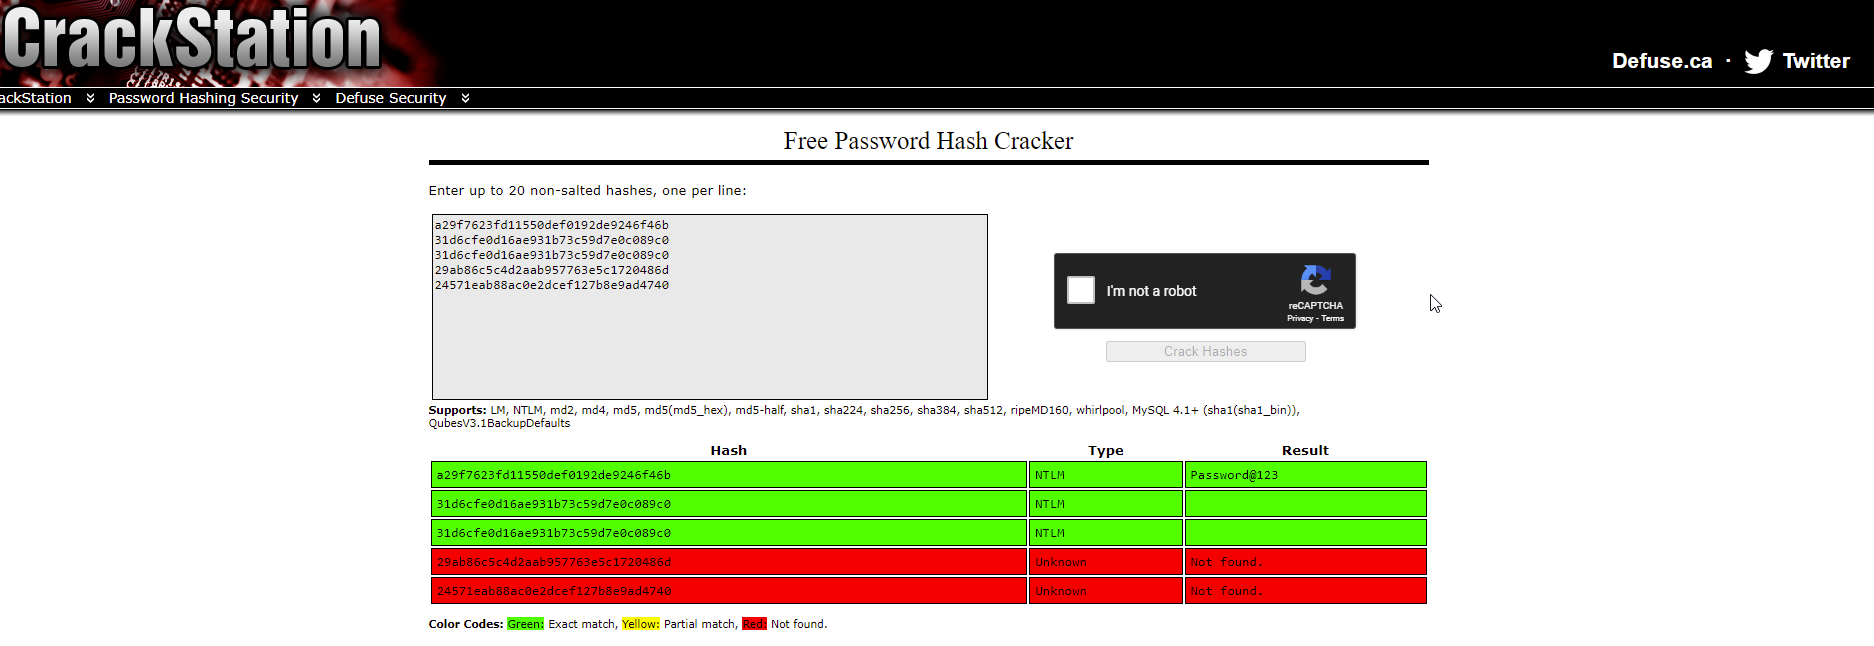 CrackStation
Defuse.ca · Twitter
ackStation Password Hashing Security Defuse Security
Free Password Hash Cracker
Enter up to 20 non-salted hashes, one per line:
a29f7623fd11550def0192de9246f46b
31d6cfe0d16ae931b73c59d7e0c089c0
31d6cfe0d16ae931b73c59d7e0c089c0
29ab86c5c4d2aab957763e5c1720486d
24571eab88ac0e2dcef127b8e9ad4740
I'm not a robot
reCAPTCHA
Privacy - Terms
Crack Hashes
Supports: LM, NTLM, md2, md4, md5, md5(md5_hex), md5-half, sha1, sha224, sha256, sha384, sha512, ripeMD160, whirlpool, MySQL 4.1+ (sha1(sha1_bin)),
QubesV3.1BackupDefaults
Hash Type Result
a29f7623fd11550def0192de9246f46b NTLM Password@123
31d6cfe0d16ae931b73c59d7e0c089c0 NTLM
31d6cfe0d16ae931b73c59d7e0c089c0 NTLM
29ab86c5c4d2aab957763e5c1720486d Unknown Not found.
24571eab88ac0e2dcef127b8e9ad4740 Unknown Not found.
Color Codes: Green: Exact match, Yellow: Partial match, Red: Not found.